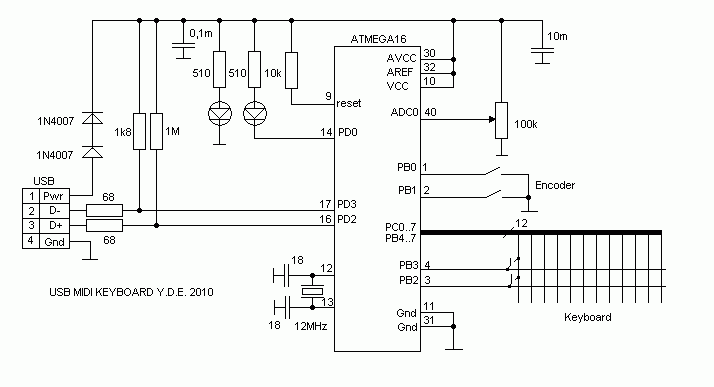 ATMEGA16
0,1m
10m
AVCC 30
AREF 32
VCC 10
510
510
10k
9 reset
ADC0 40
100k
1N4007
1k8
1M
14 PD0
1N4007
PB0 1
Encoder
PB1 2
USB
1 Pwr
68
2 D-
17 PD3
3 D+
16 PD2
4 Gnd
68
PC0..7
12
PB4..7
18
12
PB3 4
PB2 3
USB MIDI KEYBOARD Y.D.E. 2010
13
18
12MHz
Gnd 11
Keyboard
Gnd 31